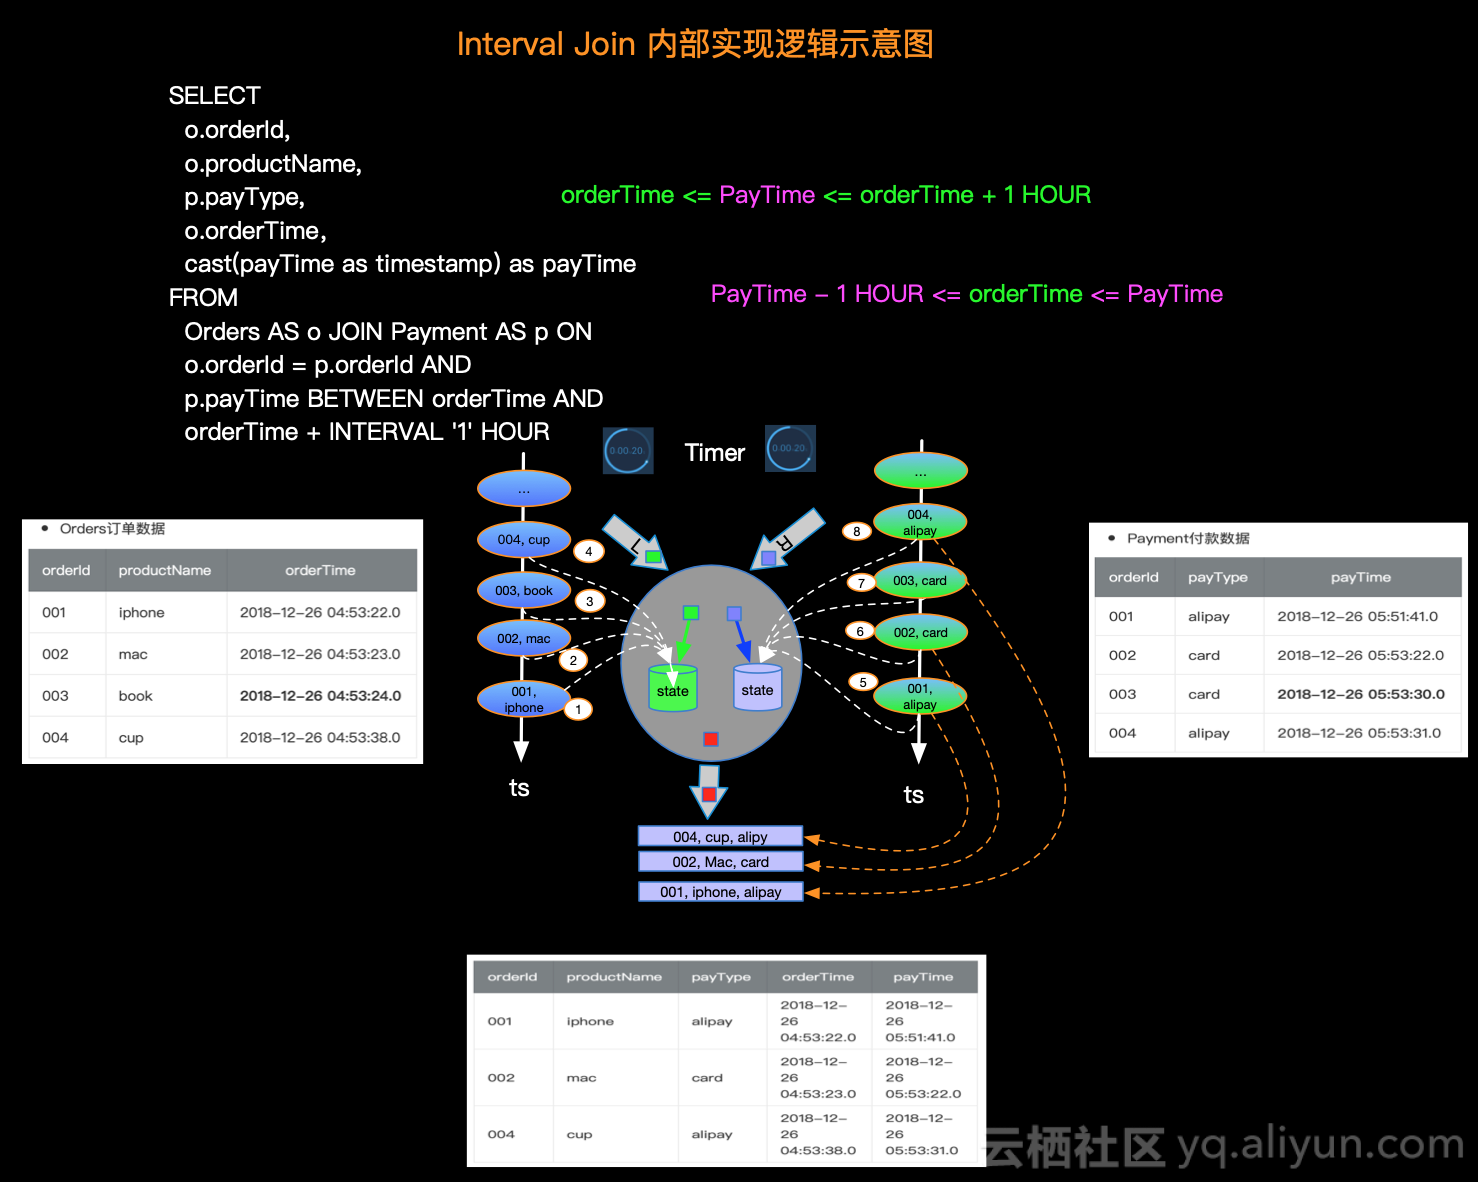 Interval Join 内部实现逻辑示意图
SELECT
o.orderId,
o.productName,
p.payType,
o.orderTime,
cast(payTime as timestamp) as payTime
FROM
Orders AS o JOIN Payment AS p ON
o.orderId = p.orderId AND
p.payTime BETWEEN orderTime AND
orderTime + INTERVAL '1' HOUR
orderTime <= PayTime <= orderTime + 1 HOUR
PayTime – 1 HOUR <= orderTime <= PayTime
0:00:20.
Timer
0:00:20.
• Orders订单数据
orderId productName orderTime
001 iphone 2018-12-26 04:53:22.0
002 mac 2018-12-26 04:53:23.0
003 book 2018-12-26 04:53:24.0
004 cup 2018-12-26 04:53:38.0
...
004, cup
003, book
002, mac
001,
iphone
ts
4
3
2
1
L
R
state
state
8
7
6
5
...
004,
alipay
003, card
002, card
001,
alipay
ts
• Payment付款数据
orderId payType payTime
001 alipay 2018-12-26 05:51:41.0
002 card 2018-12-26 05:53:22.0
003 card 2018-12-26 05:53:30.0
004 alipay 2018-12-26 05:53:31.0
004, cup, alipy
002, Mac, card
001, iphone, alipay
orderId productName payType orderTime payTime
001 iphone alipay 2018-12-26 04:53:22.0 2018-12-26 05:51:41.0
002 mac card 2018-12-26 04:53:23.0 2018-12-26 05:53:22.0
004 cup alipay 2018-12-26 04:53:38.0 2018-12-26 05:53:31.0
云栖社区 yq.aliyun.com